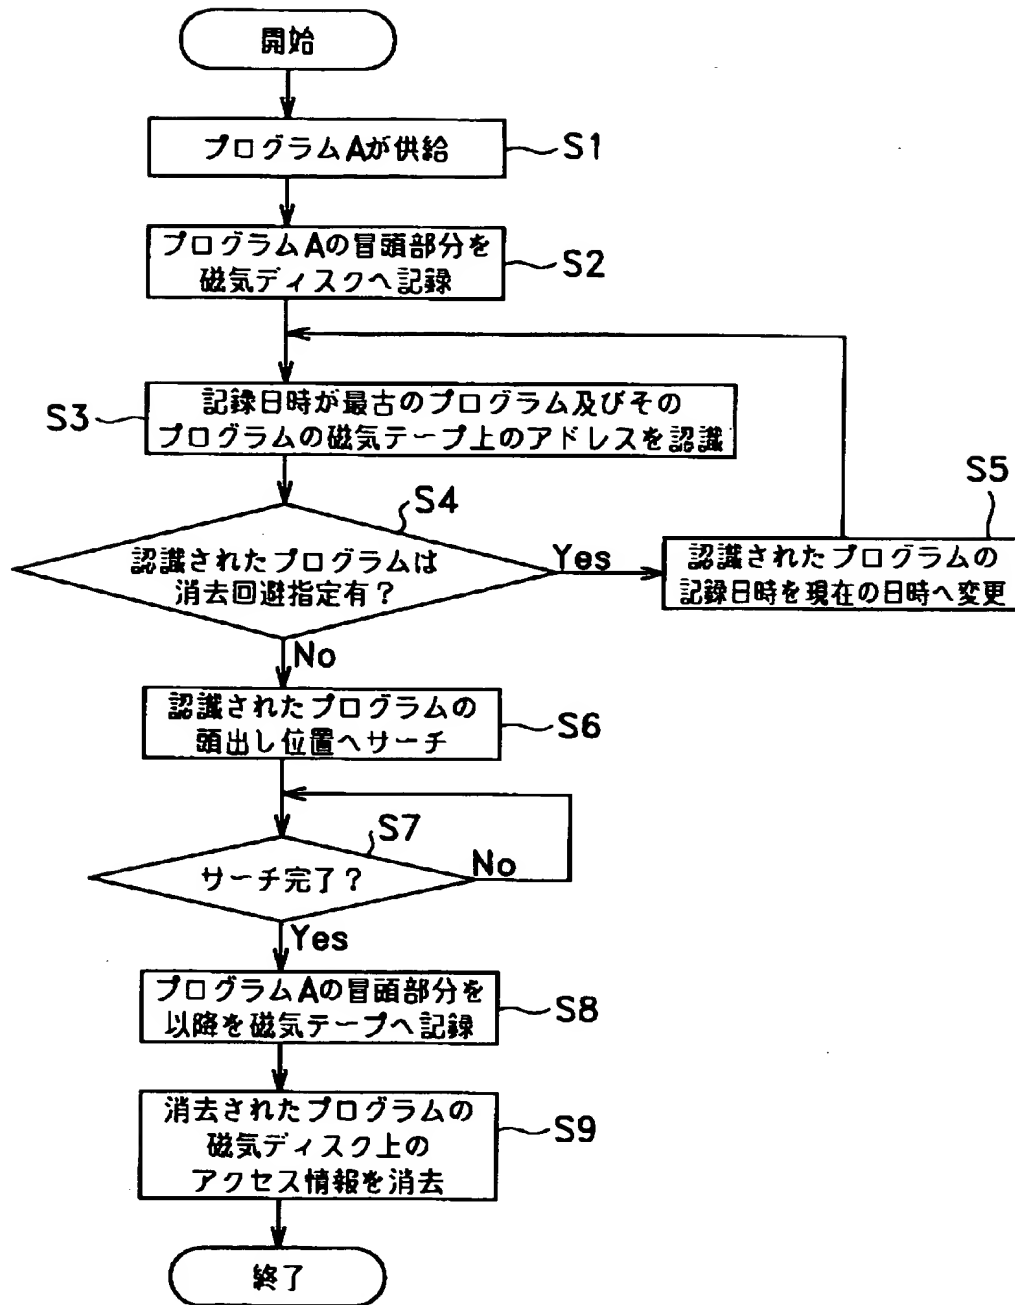 開始
プログラムAが供給
S1
プログラムAの冒頭部分を
磁気ディスクへ記録
S2
S3
記録日時が最古のプログラム及びその
プログラムの磁気テープ上のアドレスを認識
S4
認識されたプログラムは
消去回避指定有?
Yes
S5
認識されたプログラムの
記録日時を現在の日時へ変更
No
認識されたプログラムの
頭出し位置へサーチ
S6
S7
サーチ完了?
No
Yes
プログラムAの冒頭部分を
以降を磁気テープへ記録
S8
消去されたプログラムの
磁気ディスク上の
アクセス情報を消去
S9
終了